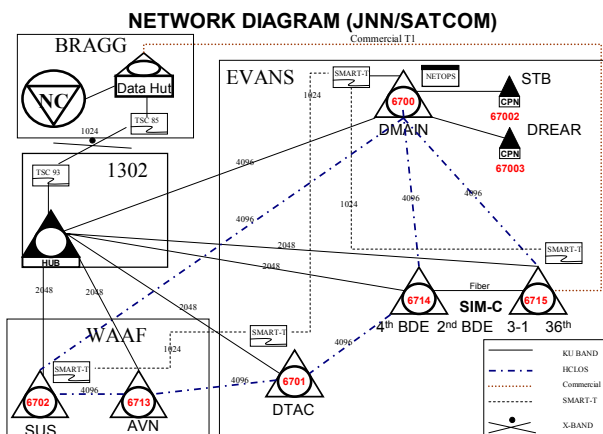 NETWORK DIAGRAM (JNN/SATCOM)
Commercial T1
BRAGG
NC
Data Hut
TSC 85
1024
1302
TSC 93
HUB
EVANS
SMART-T
NETOPS
6700
DMAIN
STB
CPN
67002
DREAR
CPN
67003
1024
4096
4096
4096
4096
1024
2048
2048
SMART-T
Fiber
6714
SIM-C
6715
4th BDE 2nd BDE 3-1 36th
2048
2048
2048
WAAF
1024
SMART-T
SMART-T
4096
4096
6702
6713
6701
SUS
AVN
DTAC
KU BAND
HCLOS
Commercial
SMART-T
X-BAND